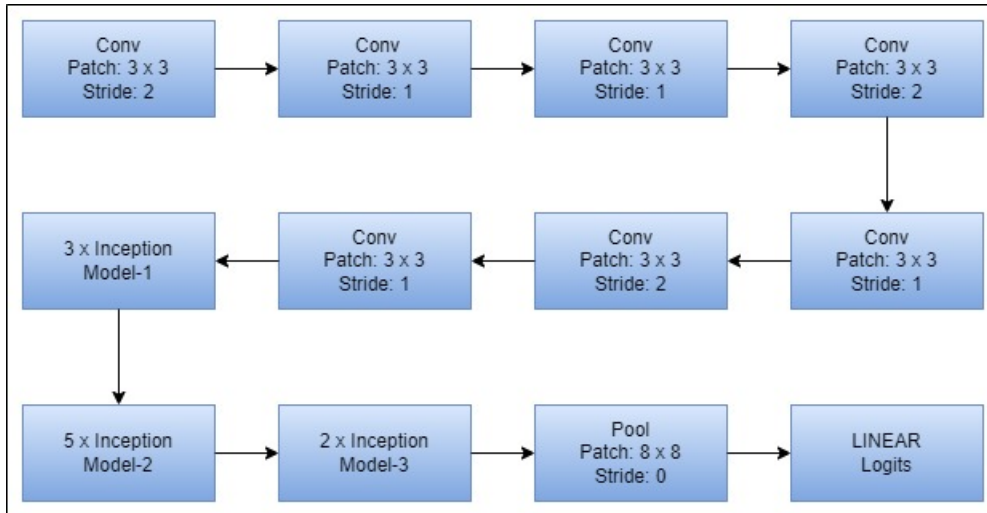 Conv
Patch: 3 x 3
Stride: 2
Conv
Patch: 3 x 3
Stride: 1
Conv
Patch: 3 x 3
Stride: 1
Conv
Patch: 3 x 3
Stride: 2
Conv
Patch: 3 x 3
Stride: 1
Conv
Patch: 3 x 3
Stride: 2
Conv
Patch: 3 x 3
Stride: 1
3 x Inception
Model-1
5 x Inception
Model-2
2 x Inception
Model-3
Pool
Patch: 8 x 8
Stride: 0
LINEAR
Logits